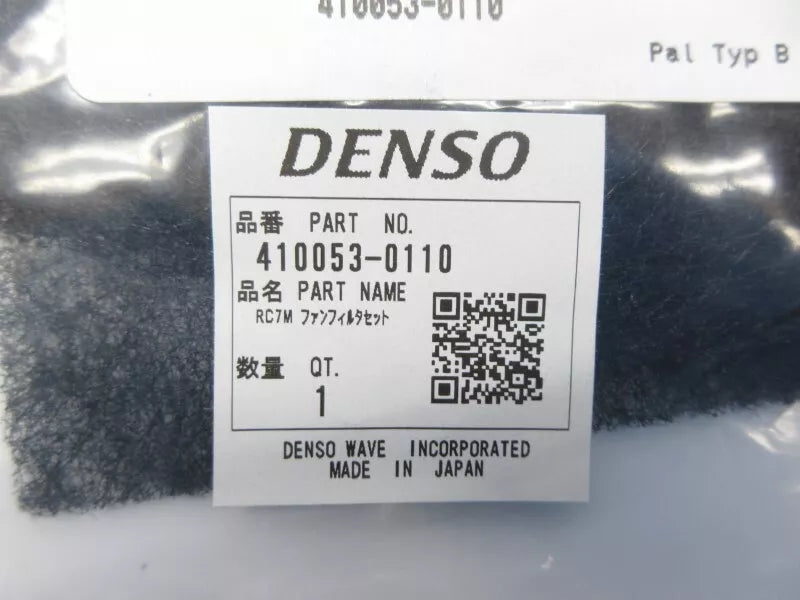 410053-0110
Pal Typ B
DENSO
品番 PART NO.
410053-0110
品名 PART NAME
RC7M ファンフィルタセット
数量 QT.
1
DENSO WAVE INCORPORATED
MADE IN JAPAN